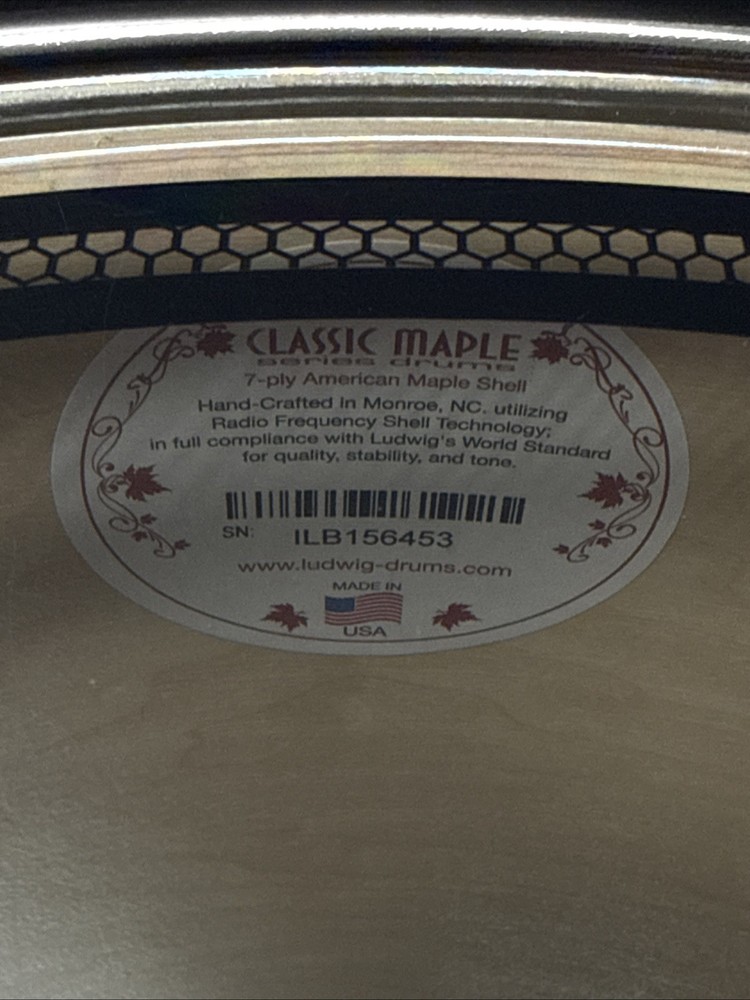 CLASSIC MAPLE
series drums
7-ply American Maple Shell
Hand-Crafted in Monroe, NC. utilizing
Radio Frequency Shell Technology;
in full compliance with Ludwig's World Standard
for quality, stability, and tone.
SN: ILB156453
www.ludwig-drums.com
MADE IN
USA